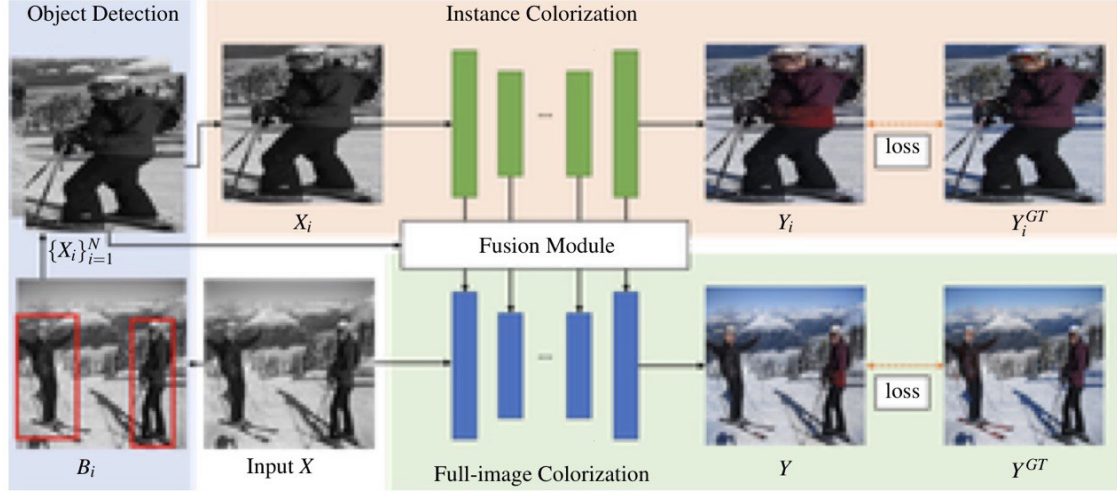 Object Detection
Instance Colorization
...
loss
X_i
Y_i
Y_i^{GT}
Fusion Module
{X_i}_{i=1}^N
...
loss
B_i
Input X
Full-image Colorization
Y
Y^{GT}